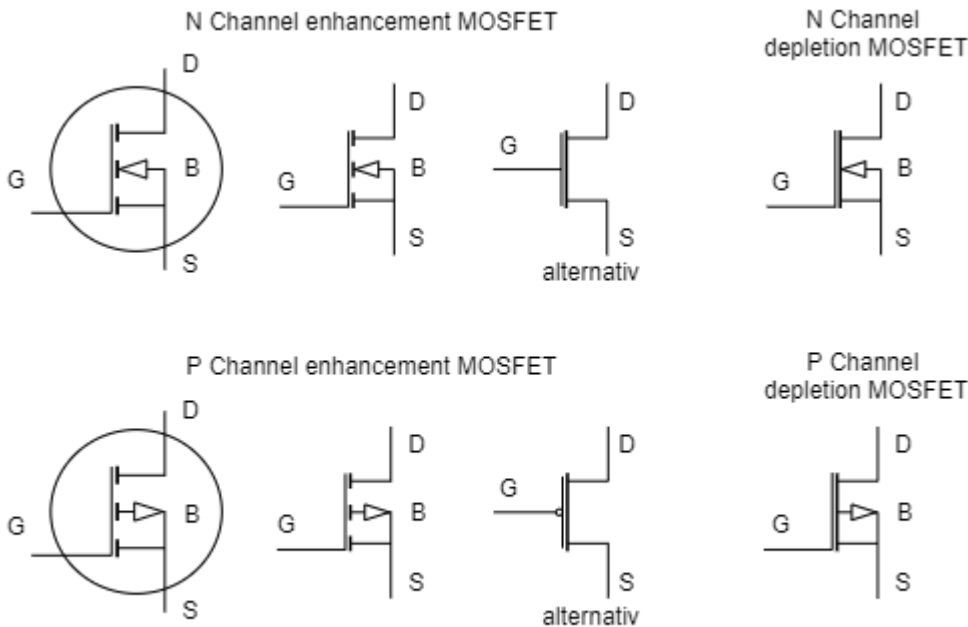 N Channel enhancement MOSFET
N Channel
depletion MOSFET
D
G
B
S
D
G
B
S
G
D
S
alternativ
D
G
B
S
P Channel enhancement MOSFET
P Channel
depletion MOSFET
D
G
B
S
D
G
B
S
G
D
S
alternativ
D
G
B
S